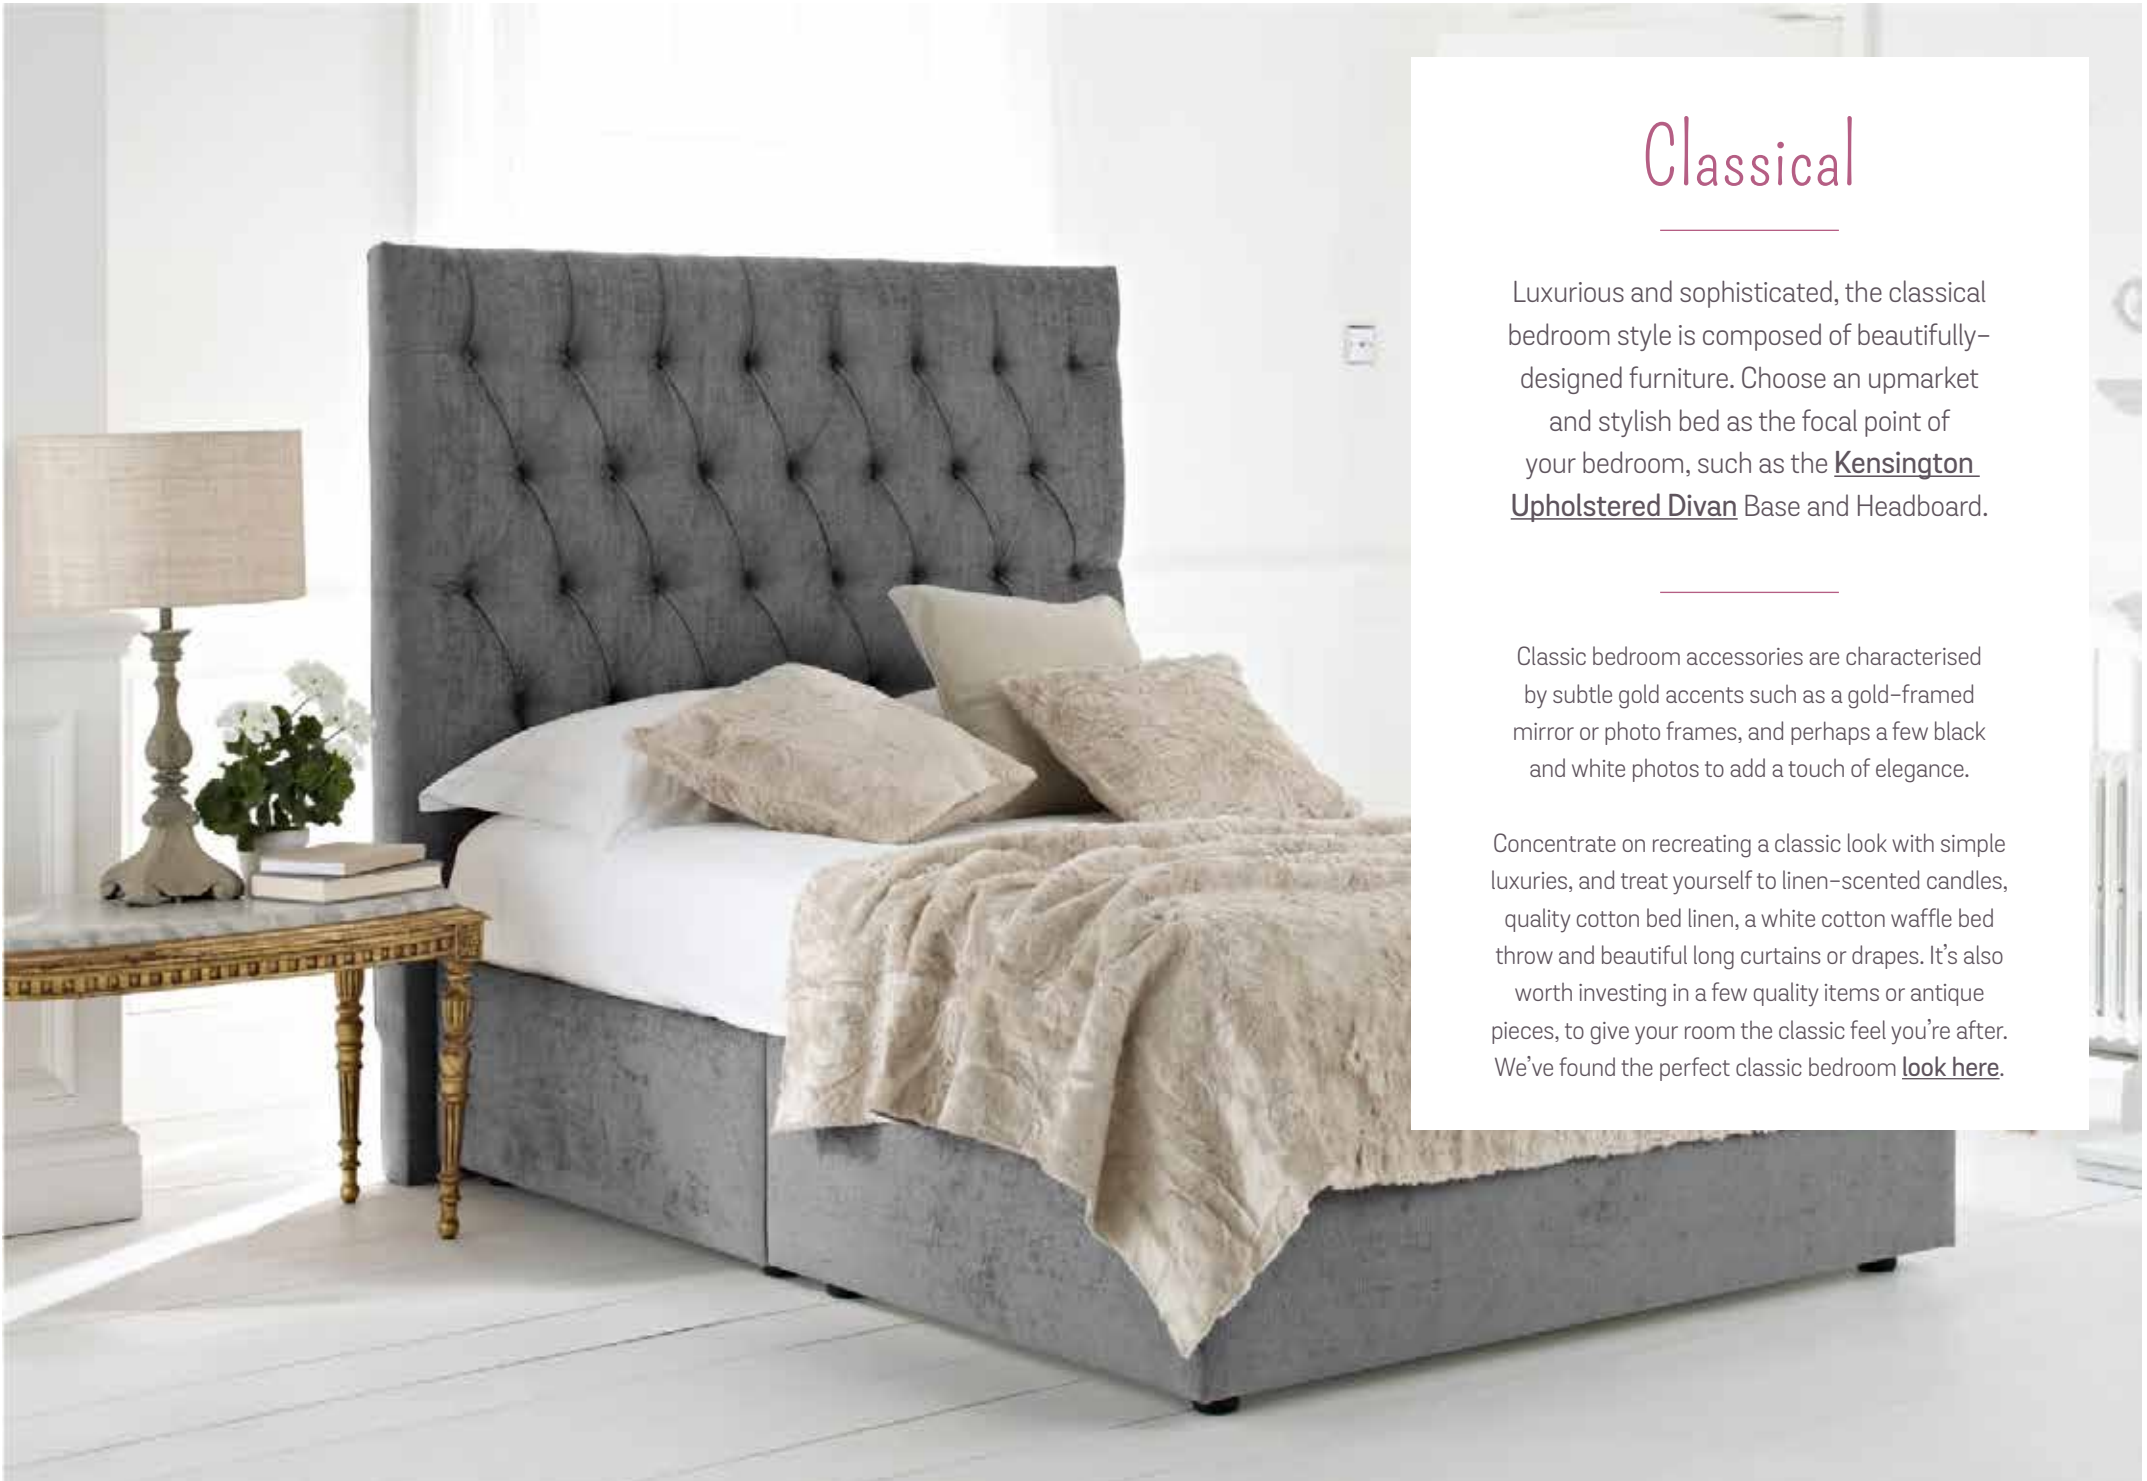 Classical
Luxurious and sophisticated, the classical
bedroom style is composed of beautifully-
designed furniture. Choose an upmarket
and stylish bed as the focal point of
your bedroom, such as the Kensington
Upholstered Divan Base and Headboard.
Classic bedroom accessories are characterised
by subtle gold accents such as a gold-framed
mirror or photo frames, and perhaps a few black
and white photos to add a touch of elegance.
Concentrate on recreating a classic look with simple
luxuries, and treat yourself to linen-scented candles,
quality cotton bed linen, a white cotton waffle bed
throw and beautiful long curtains or drapes. It's also
worth investing in a few quality items or antique
pieces, to give your room the classic feel you're after.
We've found the perfect classic bedroom look here.